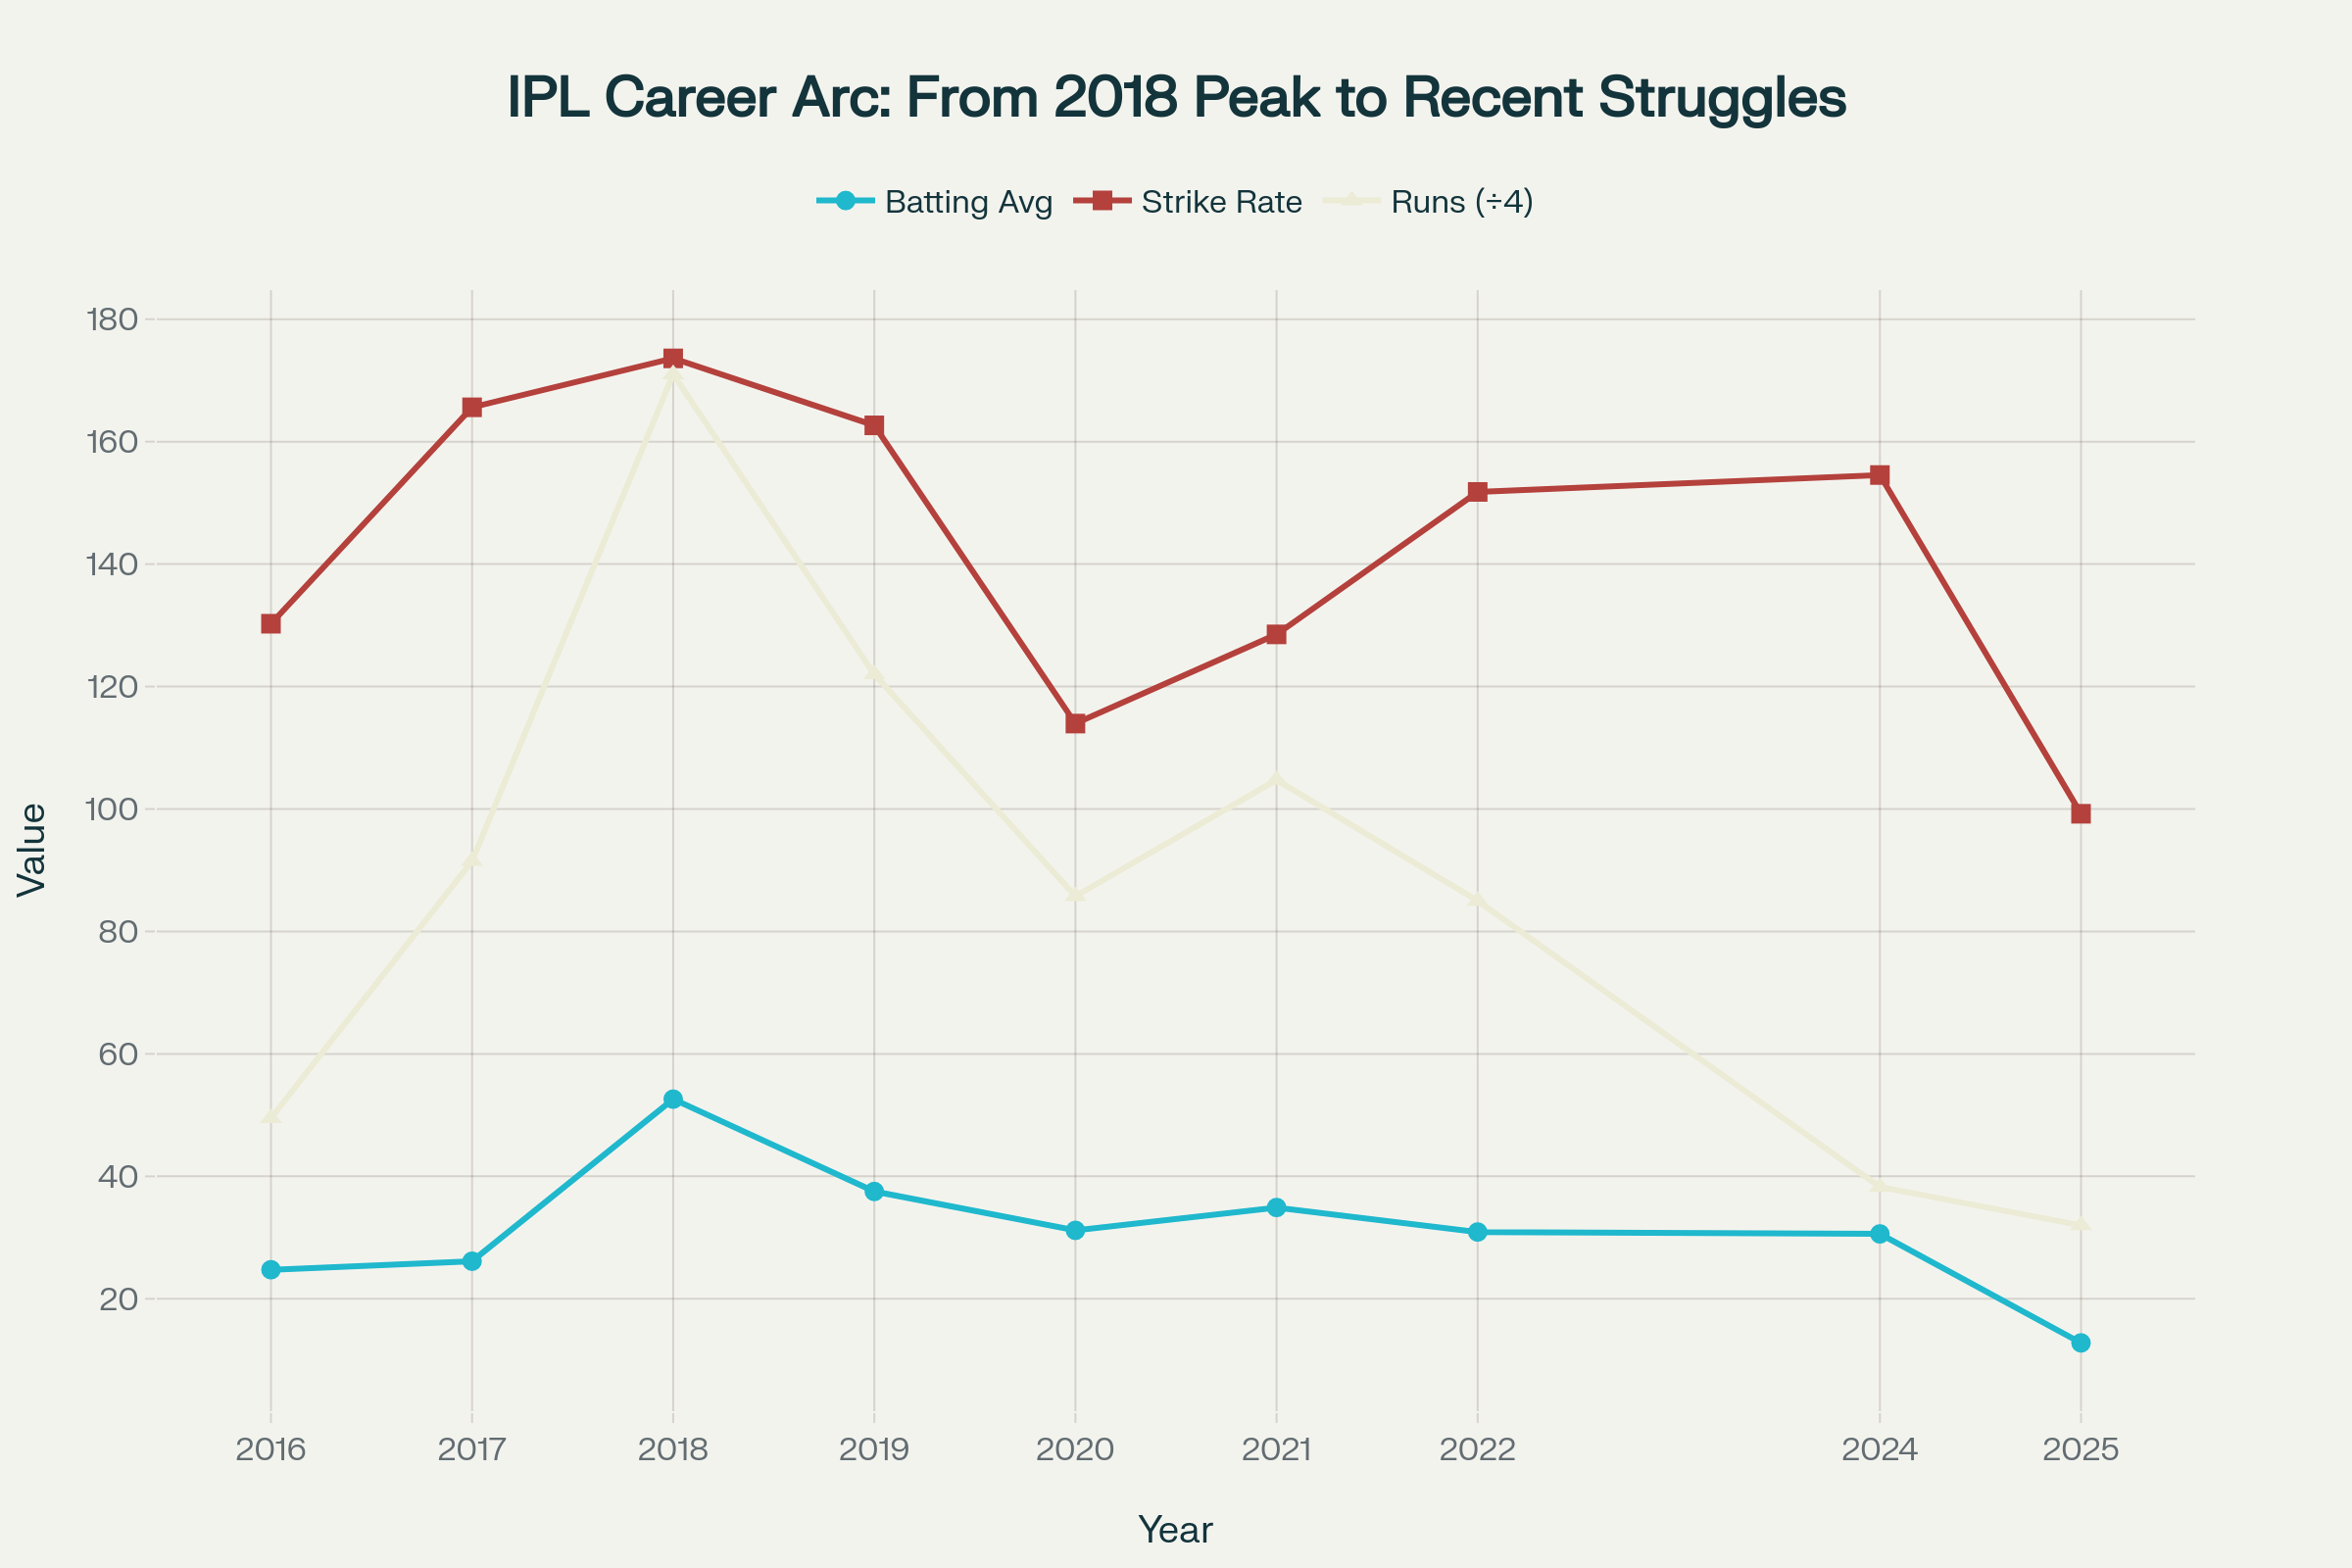 IPL Career Arc: From 2018 Peak to Recent Struggles
Batting Avg Strike Rate Runs (÷4)
180
160
140
120
100
80
60
40
20
Value
2016 2017 2018 2019 2020 2021 2022 2024 2025
Year